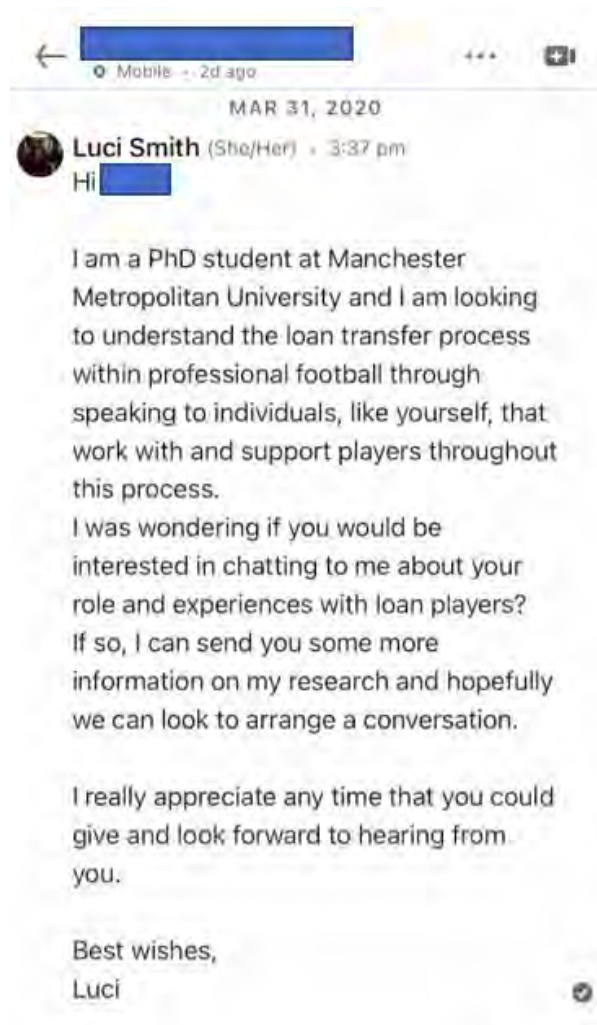 Mobile • 2d ago
MAR 31, 2020
Luci Smith (She/Her) • 3:37 pm
Hi
I am a PhD student at Manchester
Metropolitan University and I am looking
to understand the loan transfer process
within professional football through
speaking to individuals, like yourself, that
work with and support players throughout
this process.
I was wondering if you would be
interested in chatting to me about your
role and experiences with loan players?
If so, I can send you some more
information on my research and hopefully
we can look to arrange a conversation.
I really appreciate any time that you could
give and look forward to hearing from
you.
Best wishes,
Luci